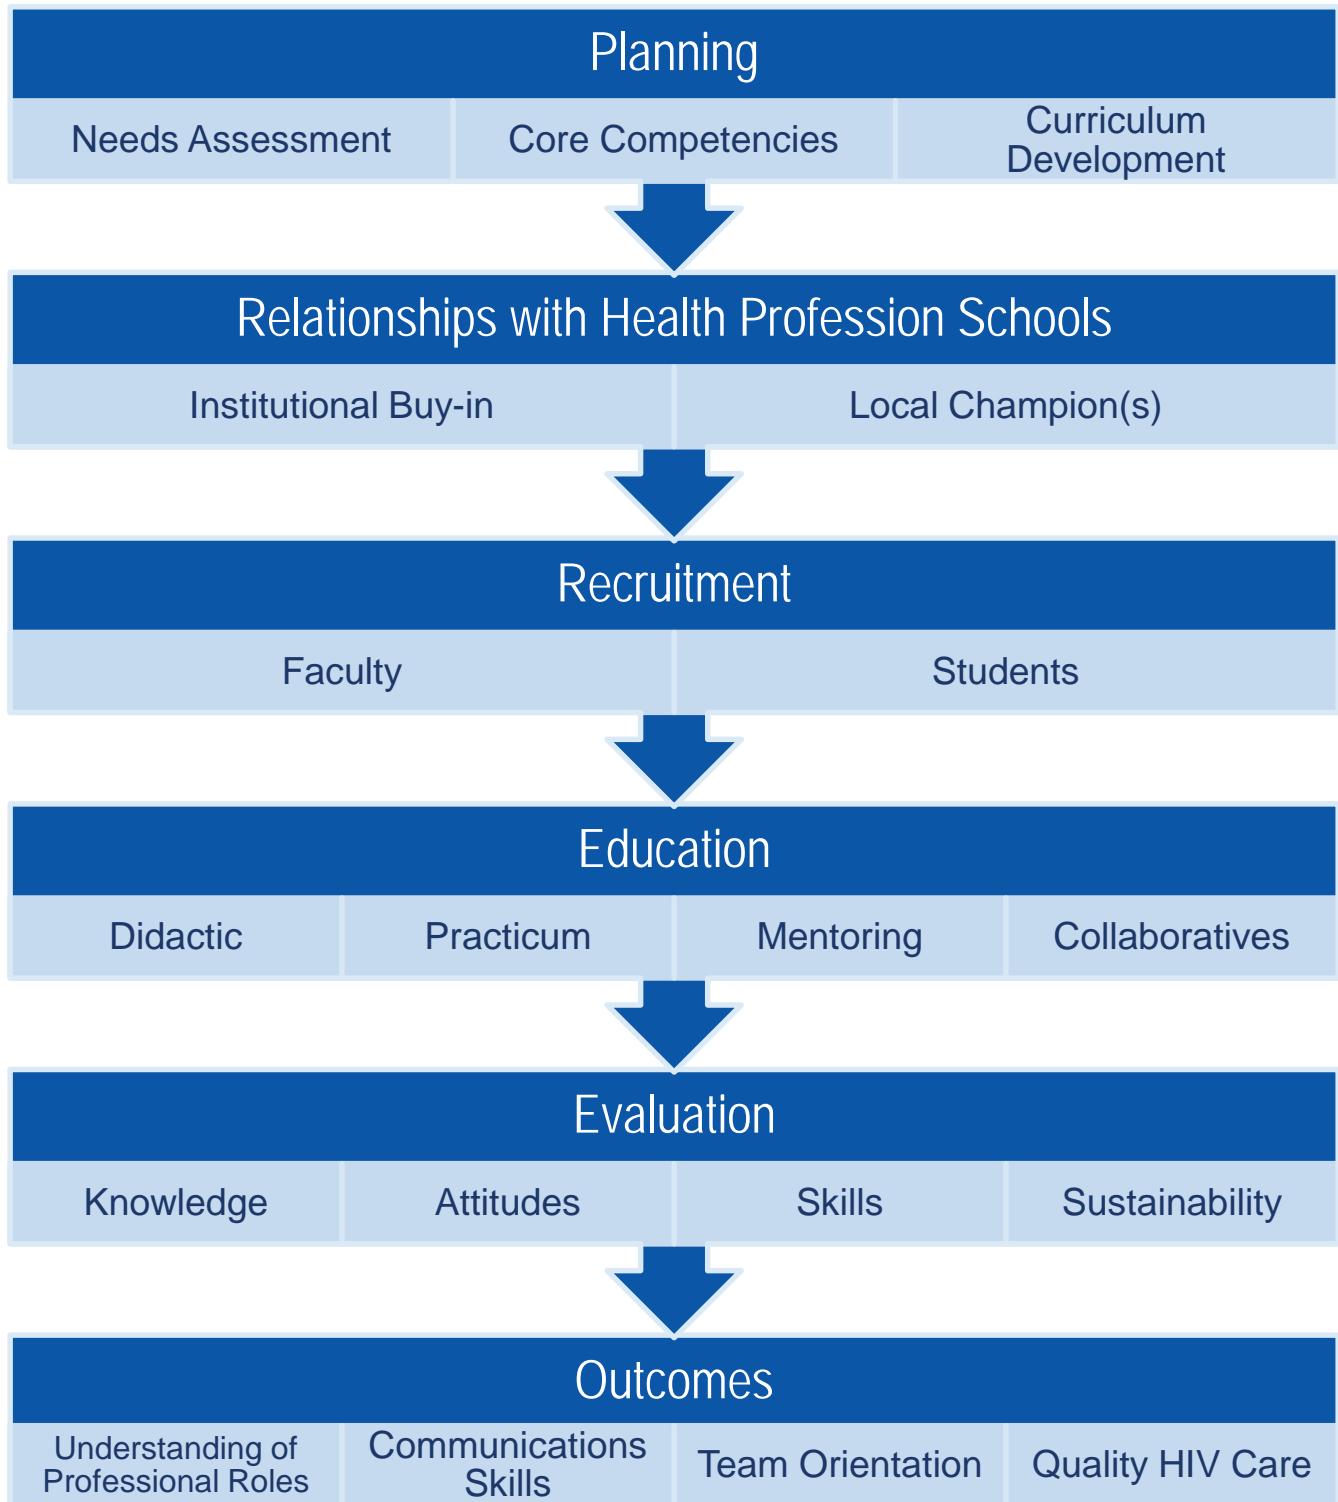 Planning
Needs Assessment
Core Competencies
Curriculum
Development
Relationships with Health Profession Schools
Institutional Buy-in
Local Champion(s)
Recruitment
Faculty
Students
Education
Didactic
Practicum
Mentoring
Collaboratives
Evaluation
Knowledge
Attitudes
Skills
Sustainability
Outcomes
Understanding of
Professional Roles
Communications
Skills
Team Orientation
Quality HIV Care